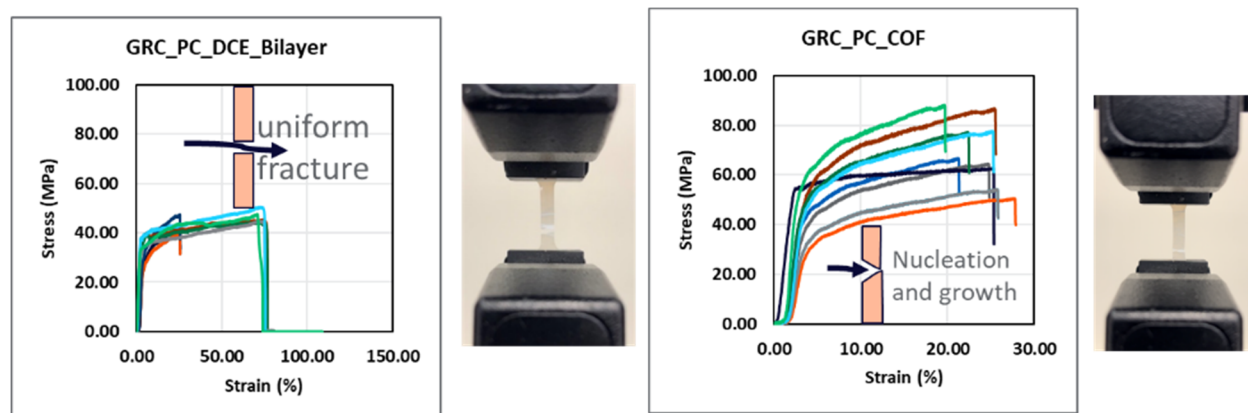 GRC_PC_DCE_Bilayer
100.00
80.00
60.00
40.00
20.00
0.00
Stress (MPa)
uniform
fracture
0.00 50.00 100.00 150.00
Strain (%)
GRC_PC_COF
100.00
80.00
60.00
40.00
20.00
0.00
Stress (MPa)
Nucleation
and growth
0.00 10.00 20.00 30.00
Strain (%)